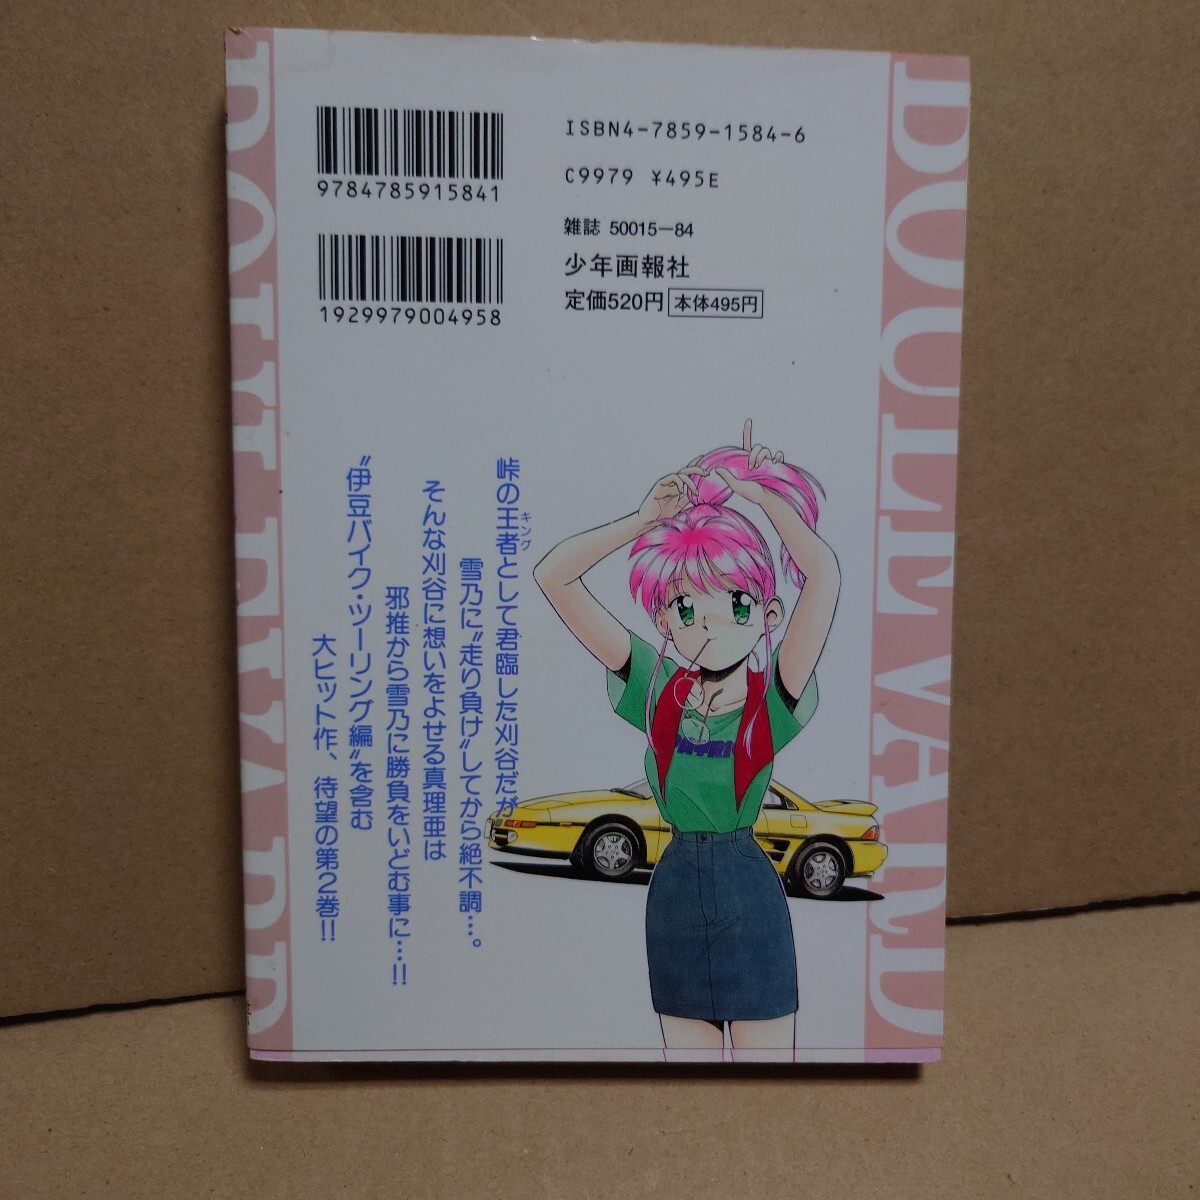 BOULEVARD
9784785915841
1929979004958
ISBN4-7859-1584-6
C9979 ¥495E
雑誌 50015-84
少年画報社
定価520円 本体495円
BOULEVARD
峠の王者として君臨した刈谷だが
キング
雪乃に〝走り負け〟してから絶不調…。
そんな刈谷に想いをよせる真理亜は
邪推から雪乃に勝負をいどむ事に…!!
〝伊豆バイク・ツーリング編〟を含む
大ヒット作、待望の第2巻!!